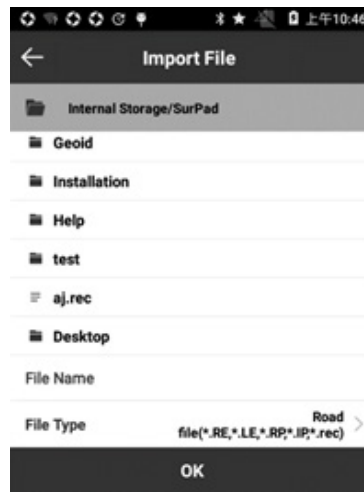 上午10:46
Import File
Internal Storage/SurPad
Geoid
Installation
Help
test
aj.rec
Desktop
File Name
File Type
Road
file(*.RE,*.LE,*.RP,*.IP,*.rec)
OK